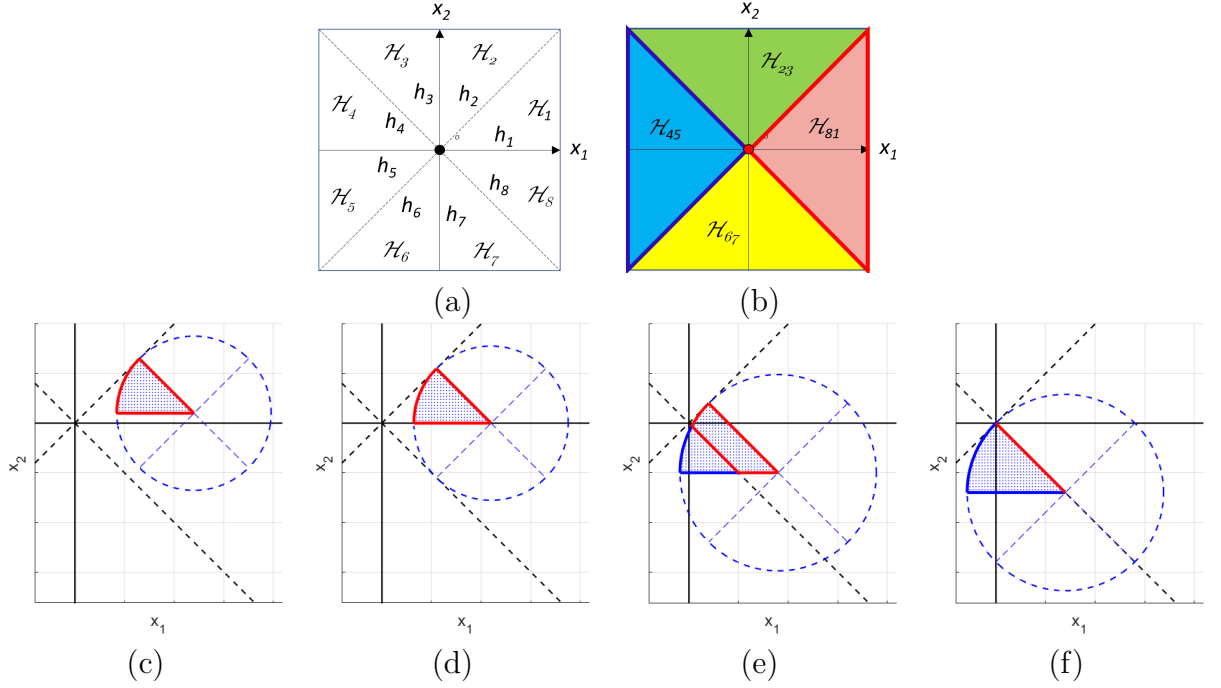 x₂ x₂
ℋ₃ ℋ₂ ℋ₂₃
h₃ h₂
ℋ₄ ℋ₁ ℋ₄₅ ℋ₈₁
h₄ o h₁
x₁ x₁
h₅ h₈
ℋ₅ h₆ h₇ ℋ₈
ℋ₆ ℋ₇ ℋ₆₇
(a) (b)
x₂ x₂ x₂ x₂
x₁ x₁ x₁ x₁
(c) (d) (e) (f)